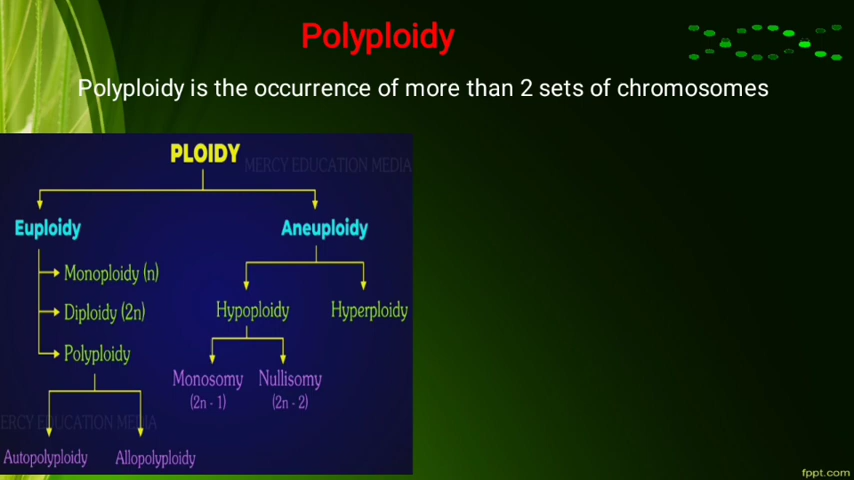 Polyploidy
Polyploidy is the occurrence of more than 2 sets of chromosomes
PLOIDY
MERCY EDUCATION MEDIA
Euploidy
Aneuploidy
Monoploidy (n)
Diploidy (2n)
Polyploidy
Hypoploidy
Hyperploidy
Monosomy
(2n - 1)
Nullisomy
(2n - 2)
ERCY EDUCATION MEDIA
Autopolyploidy
Allopolyploidy
fppt.com